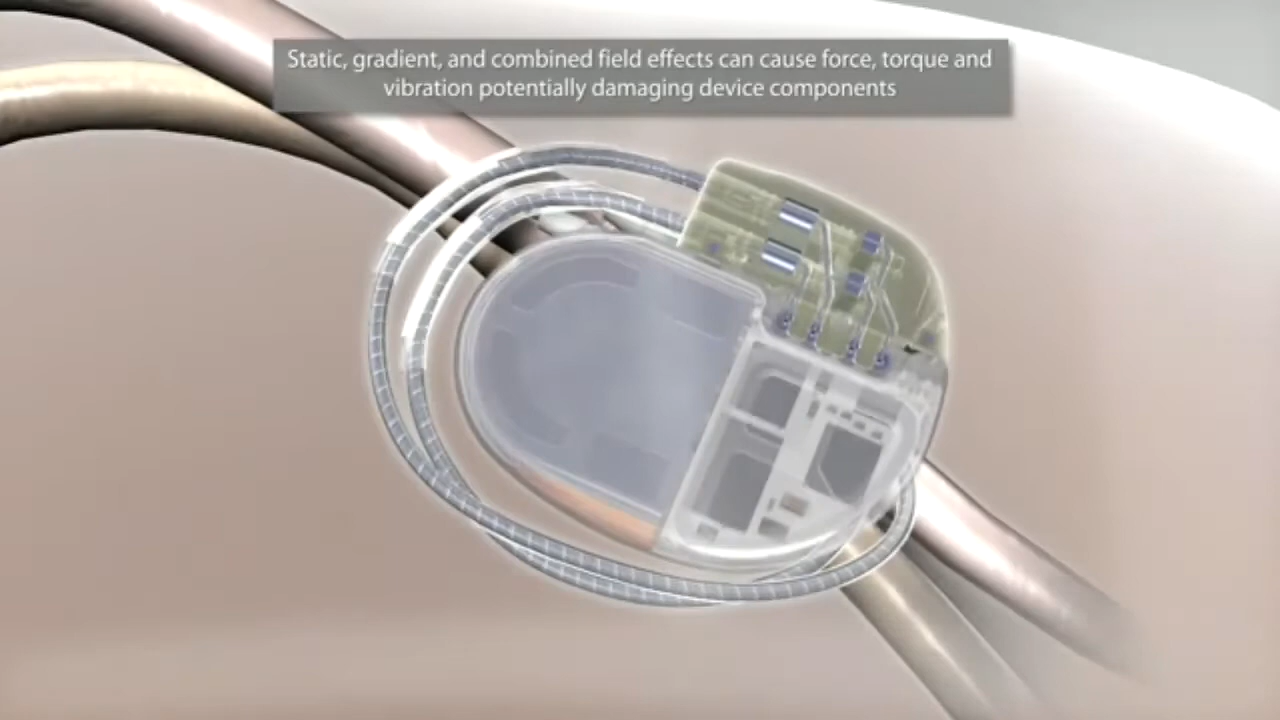 Static, gradient, and combined field effects can cause force, torque and
vibration potentially damaging device components